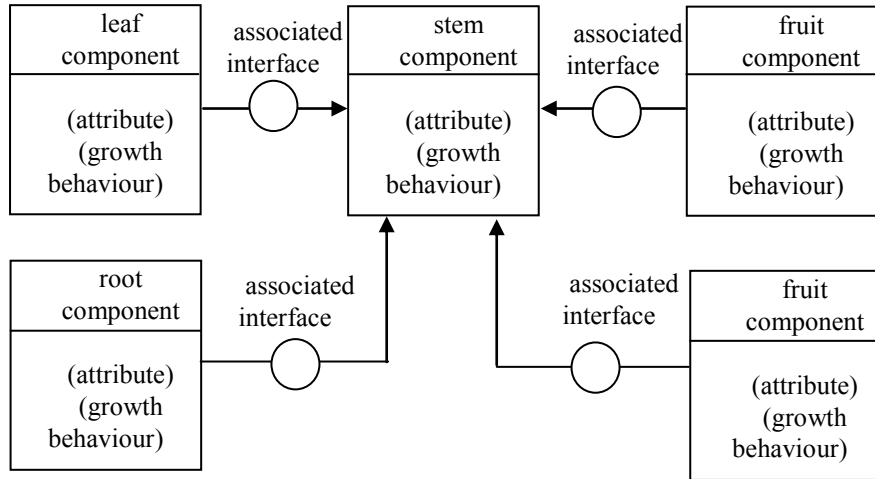 leaf
component
(attribute)
(growth
behaviour)
associated
interface
stem
component
(attribute)
(growth
behaviour)
associated
interface
fruit
component
(attribute)
(growth
behaviour)
root
component
(attribute)
(growth
behaviour)
associated
interface
associated
interface
fruit
component
(attribute)
(growth
behaviour)